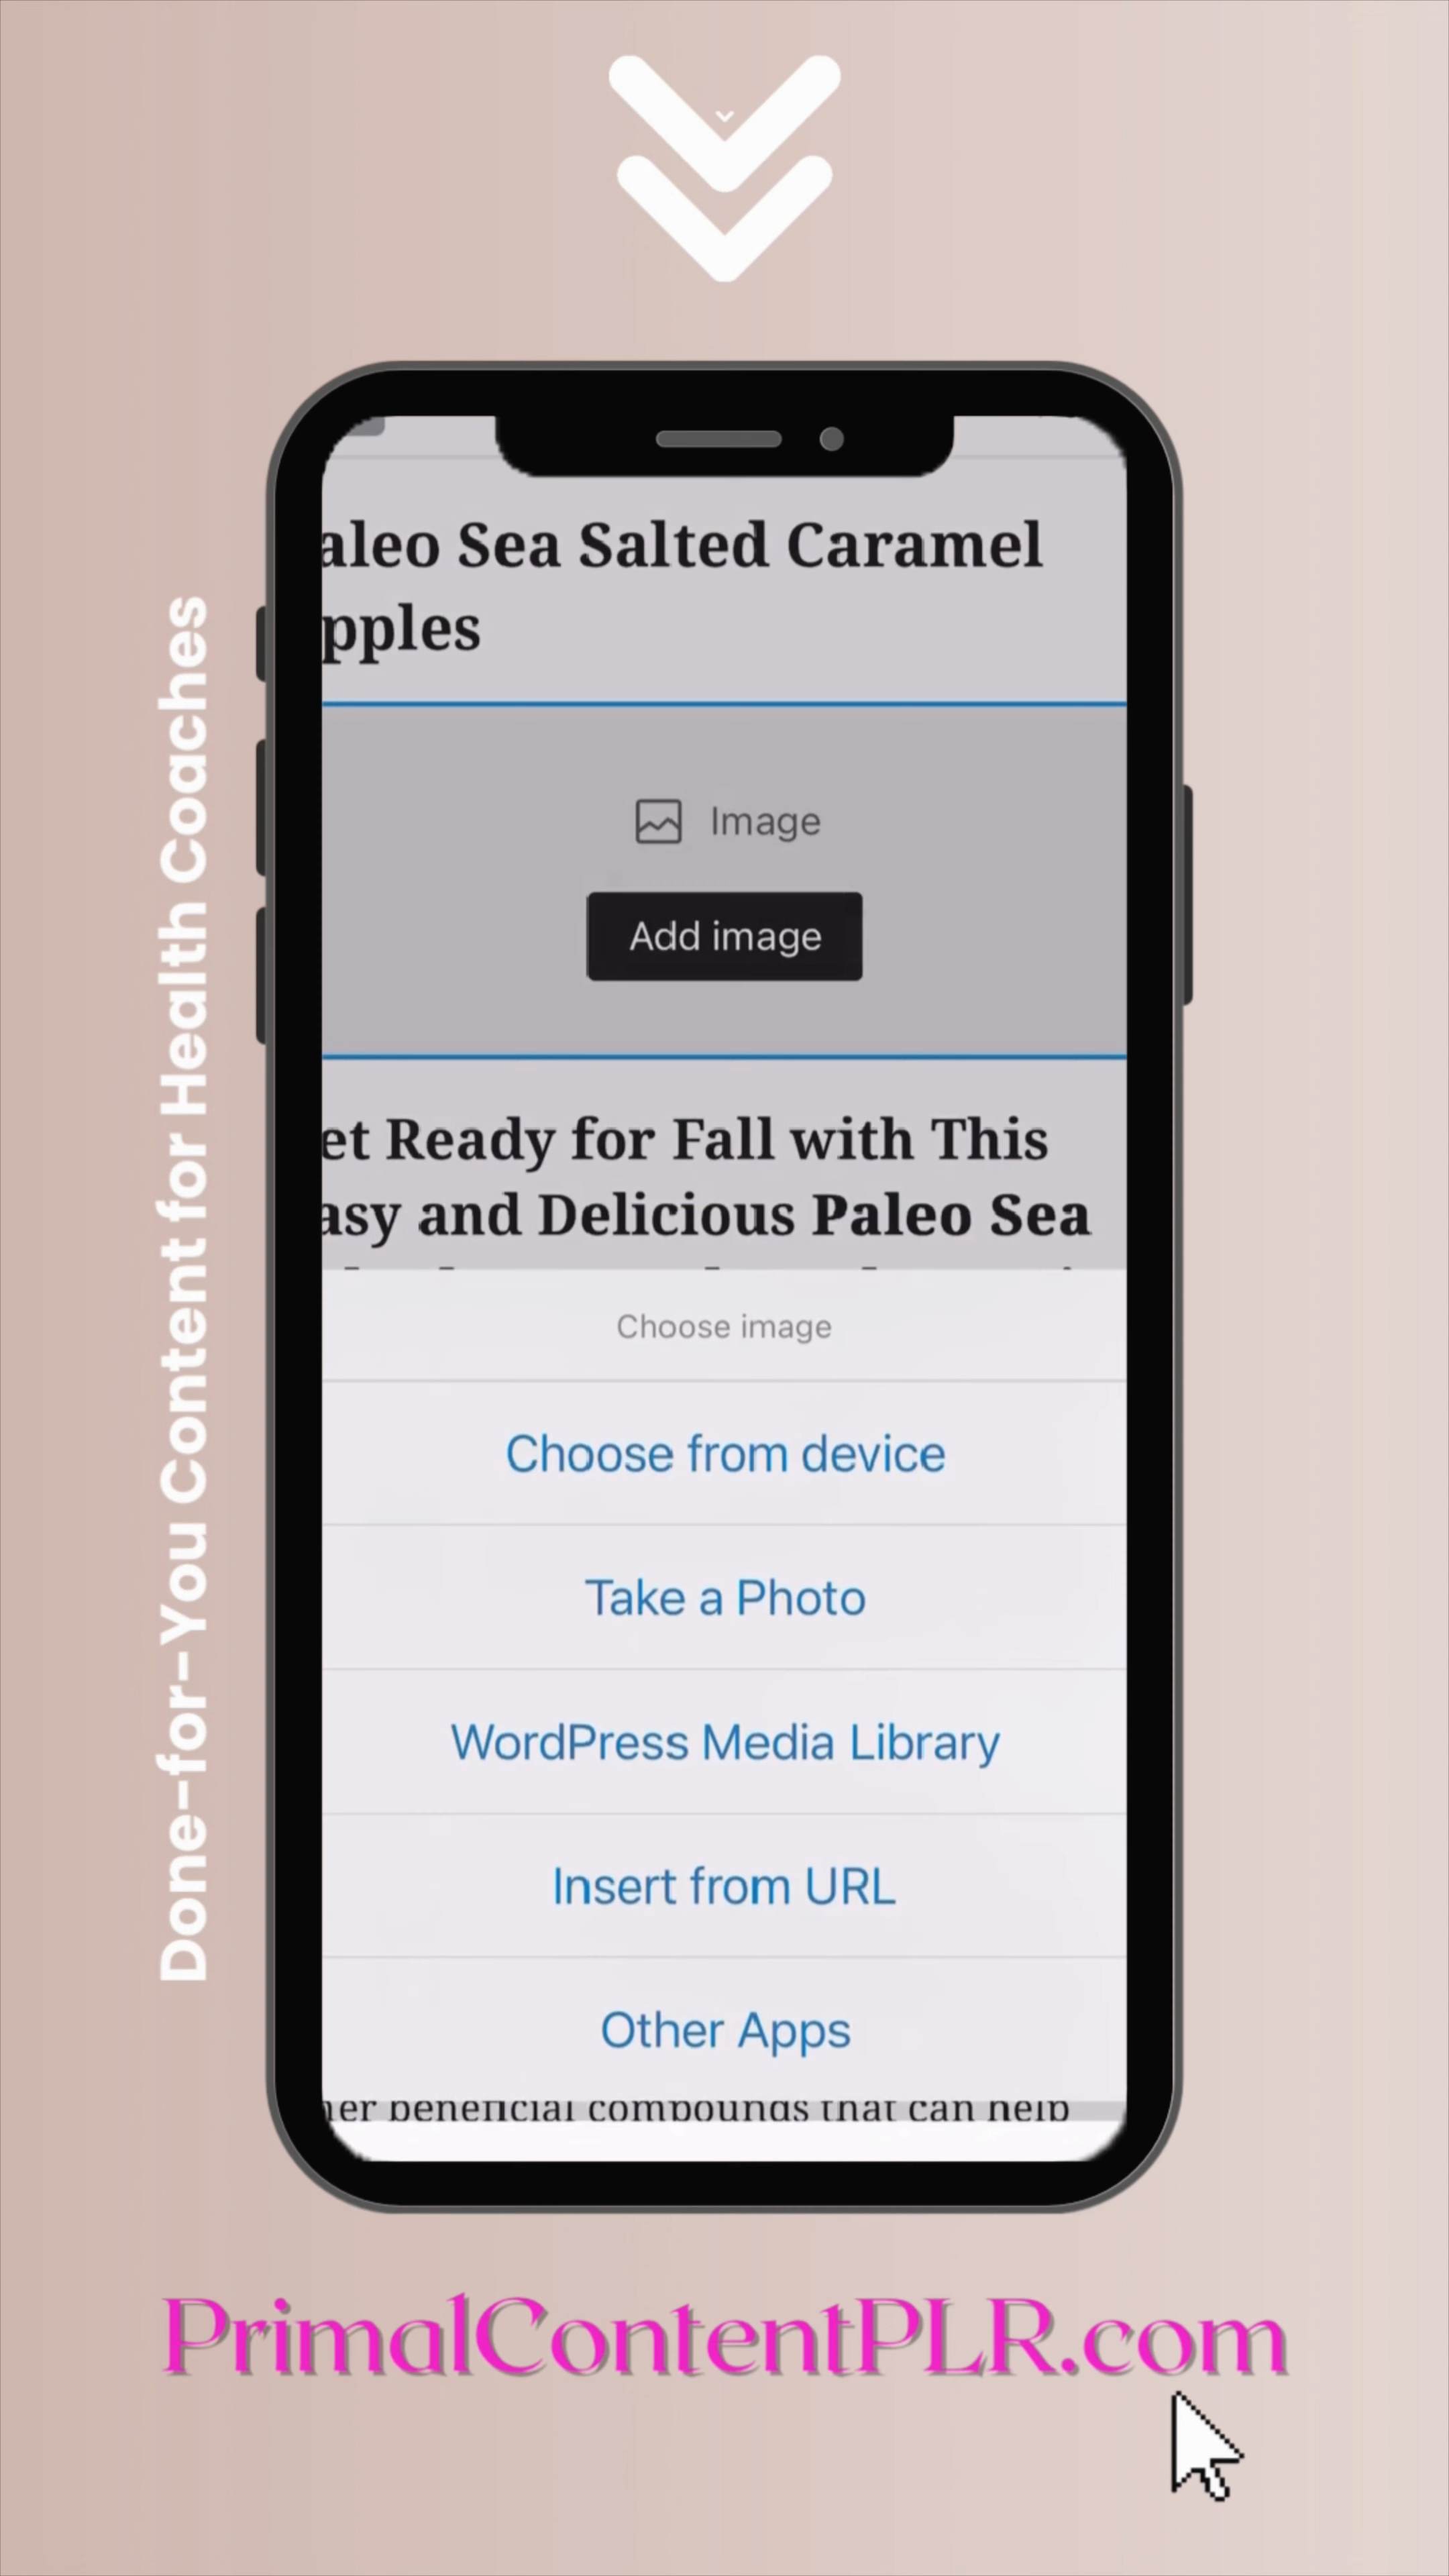 Done-for-You Content for Health Coaches
aleo Sea Salted Caramel
pples
Image
Add image
et Ready for Fall with This
asy and Delicious Paleo Sea
Choose image
Choose from device
Take a Photo
WordPress Media Library
Insert from URL
Other Apps
her beneficial compounds that can help
PrimalContentPLR.com